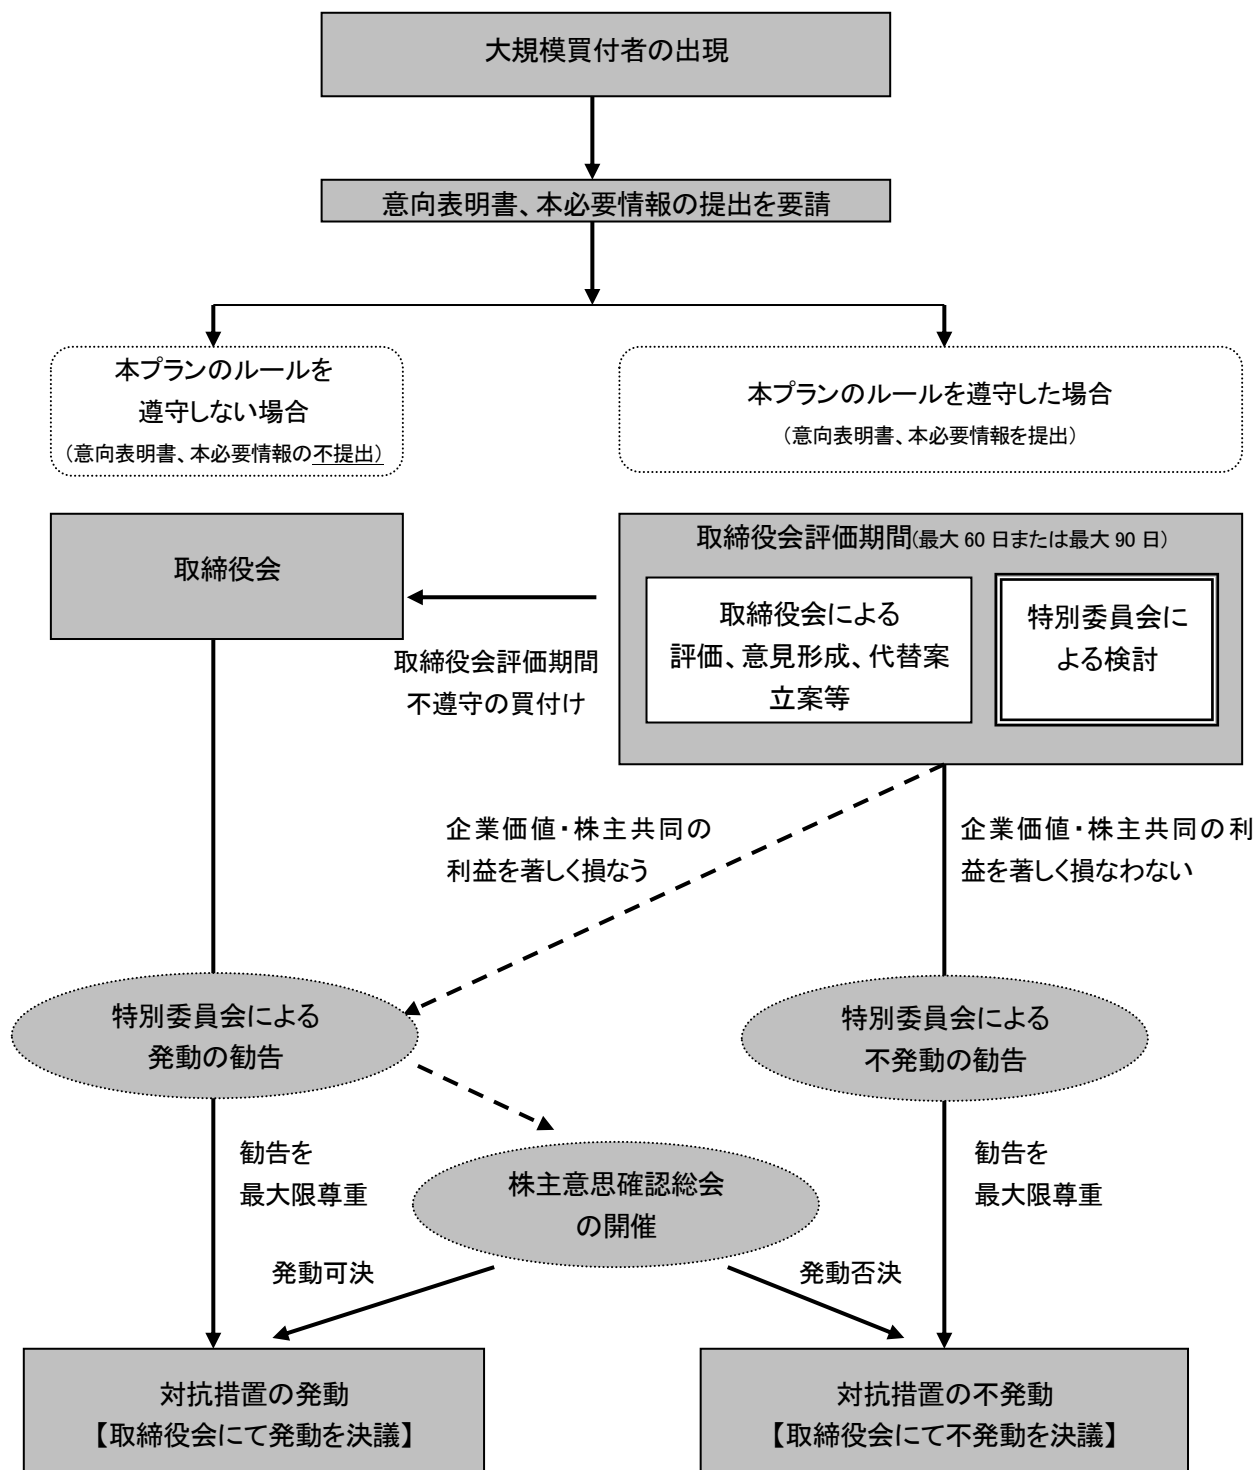 大規模買付者の出現
意向表明書、本必要情報の提出を要請
本プランのルールを
遵守しない場合
（意向表明書、本必要情報の不提出）
本プランのルールを遵守した場合
（意向表明書、本必要情報を提出）
取締役会
取締役会評価期間(最大 60 日または最大 90 日)
取締役会による
評価、意見形成、代替案
立案等
特別委員会に
よる検討
取締役会評価期間
不遵守の買付け
企業価値・株主共同の
利益を著しく損なう
企業価値・株主共同の利
益を著しく損なわない
特別委員会による
発動の勧告
特別委員会による
不発動の勧告
勧告を
最大限尊重
株主意思確認総会
の開催
勧告を
最大限尊重
発動可決
発動否決
対抗措置の発動
【取締役会にて発動を決議】
対抗措置の不発動
【取締役会にて不発動を決議】